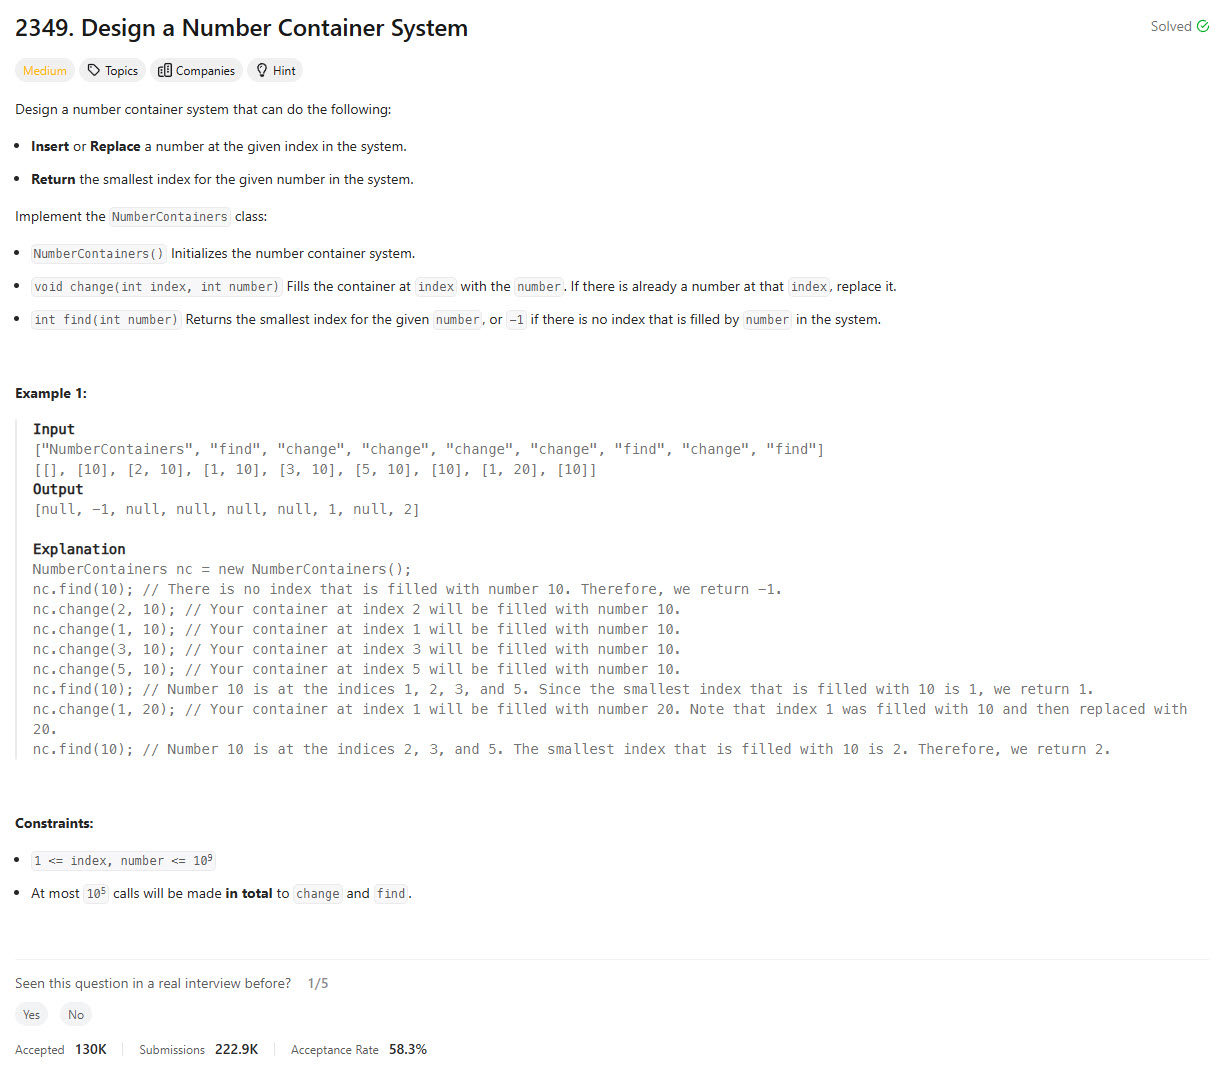 2349. Design a Number Container System
Solved
Medium Topics Companies Hint
Design a number container system that can do the following:
• Insert or Replace a number at the given index in the system.
• Return the smallest index for the given number in the system.
Implement the NumberContainers class:
• NumberContainers() Initializes the number container system.
• void change(int index, int number) Fills the container at index with the number. If there is already a number at that index, replace it.
• int find(int number) Returns the smallest index for the given number, or -1 if there is no index that is filled by number in the system.
Example 1:
Input
["NumberContainers", "find", "change", "change", "change", "change", "find", "change", "find"]
[[], [10], [2, 10], [1, 10], [3, 10], [5, 10], [10], [1, 20], [10]]
Output
[null, -1, null, null, null, null, 1, null, 2]
Explanation
NumberContainers nc = new NumberContainers();
nc.find(10); // There is no index that is filled with number 10. Therefore, we return -1.
nc.change(2, 10); // Your container at index 2 will be filled with number 10.
nc.change(1, 10); // Your container at index 1 will be filled with number 10.
nc.change(3, 10); // Your container at index 3 will be filled with number 10.
nc.change(5, 10); // Your container at index 5 will be filled with number 10.
nc.find(10); // Number 10 is at the indices 1, 2, 3, and 5. Since the smallest index that is filled with 10 is 1, we return 1.
nc.change(1, 20); // Your container at index 1 will be filled with number 20. Note that index 1 was filled with 10 and then replaced with
20.
nc.find(10); // Number 10 is at the indices 2, 3, and 5. The smallest index that is filled with 10 is 2. Therefore, we return 2.
Constraints:
• 1 <= index, number <= 10⁹
• At most 10⁵ calls will be made in total to change and find.
Seen this question in a real interview before? 1/5
Yes No
Accepted 130K Submissions 222.9K Acceptance Rate 58.3%